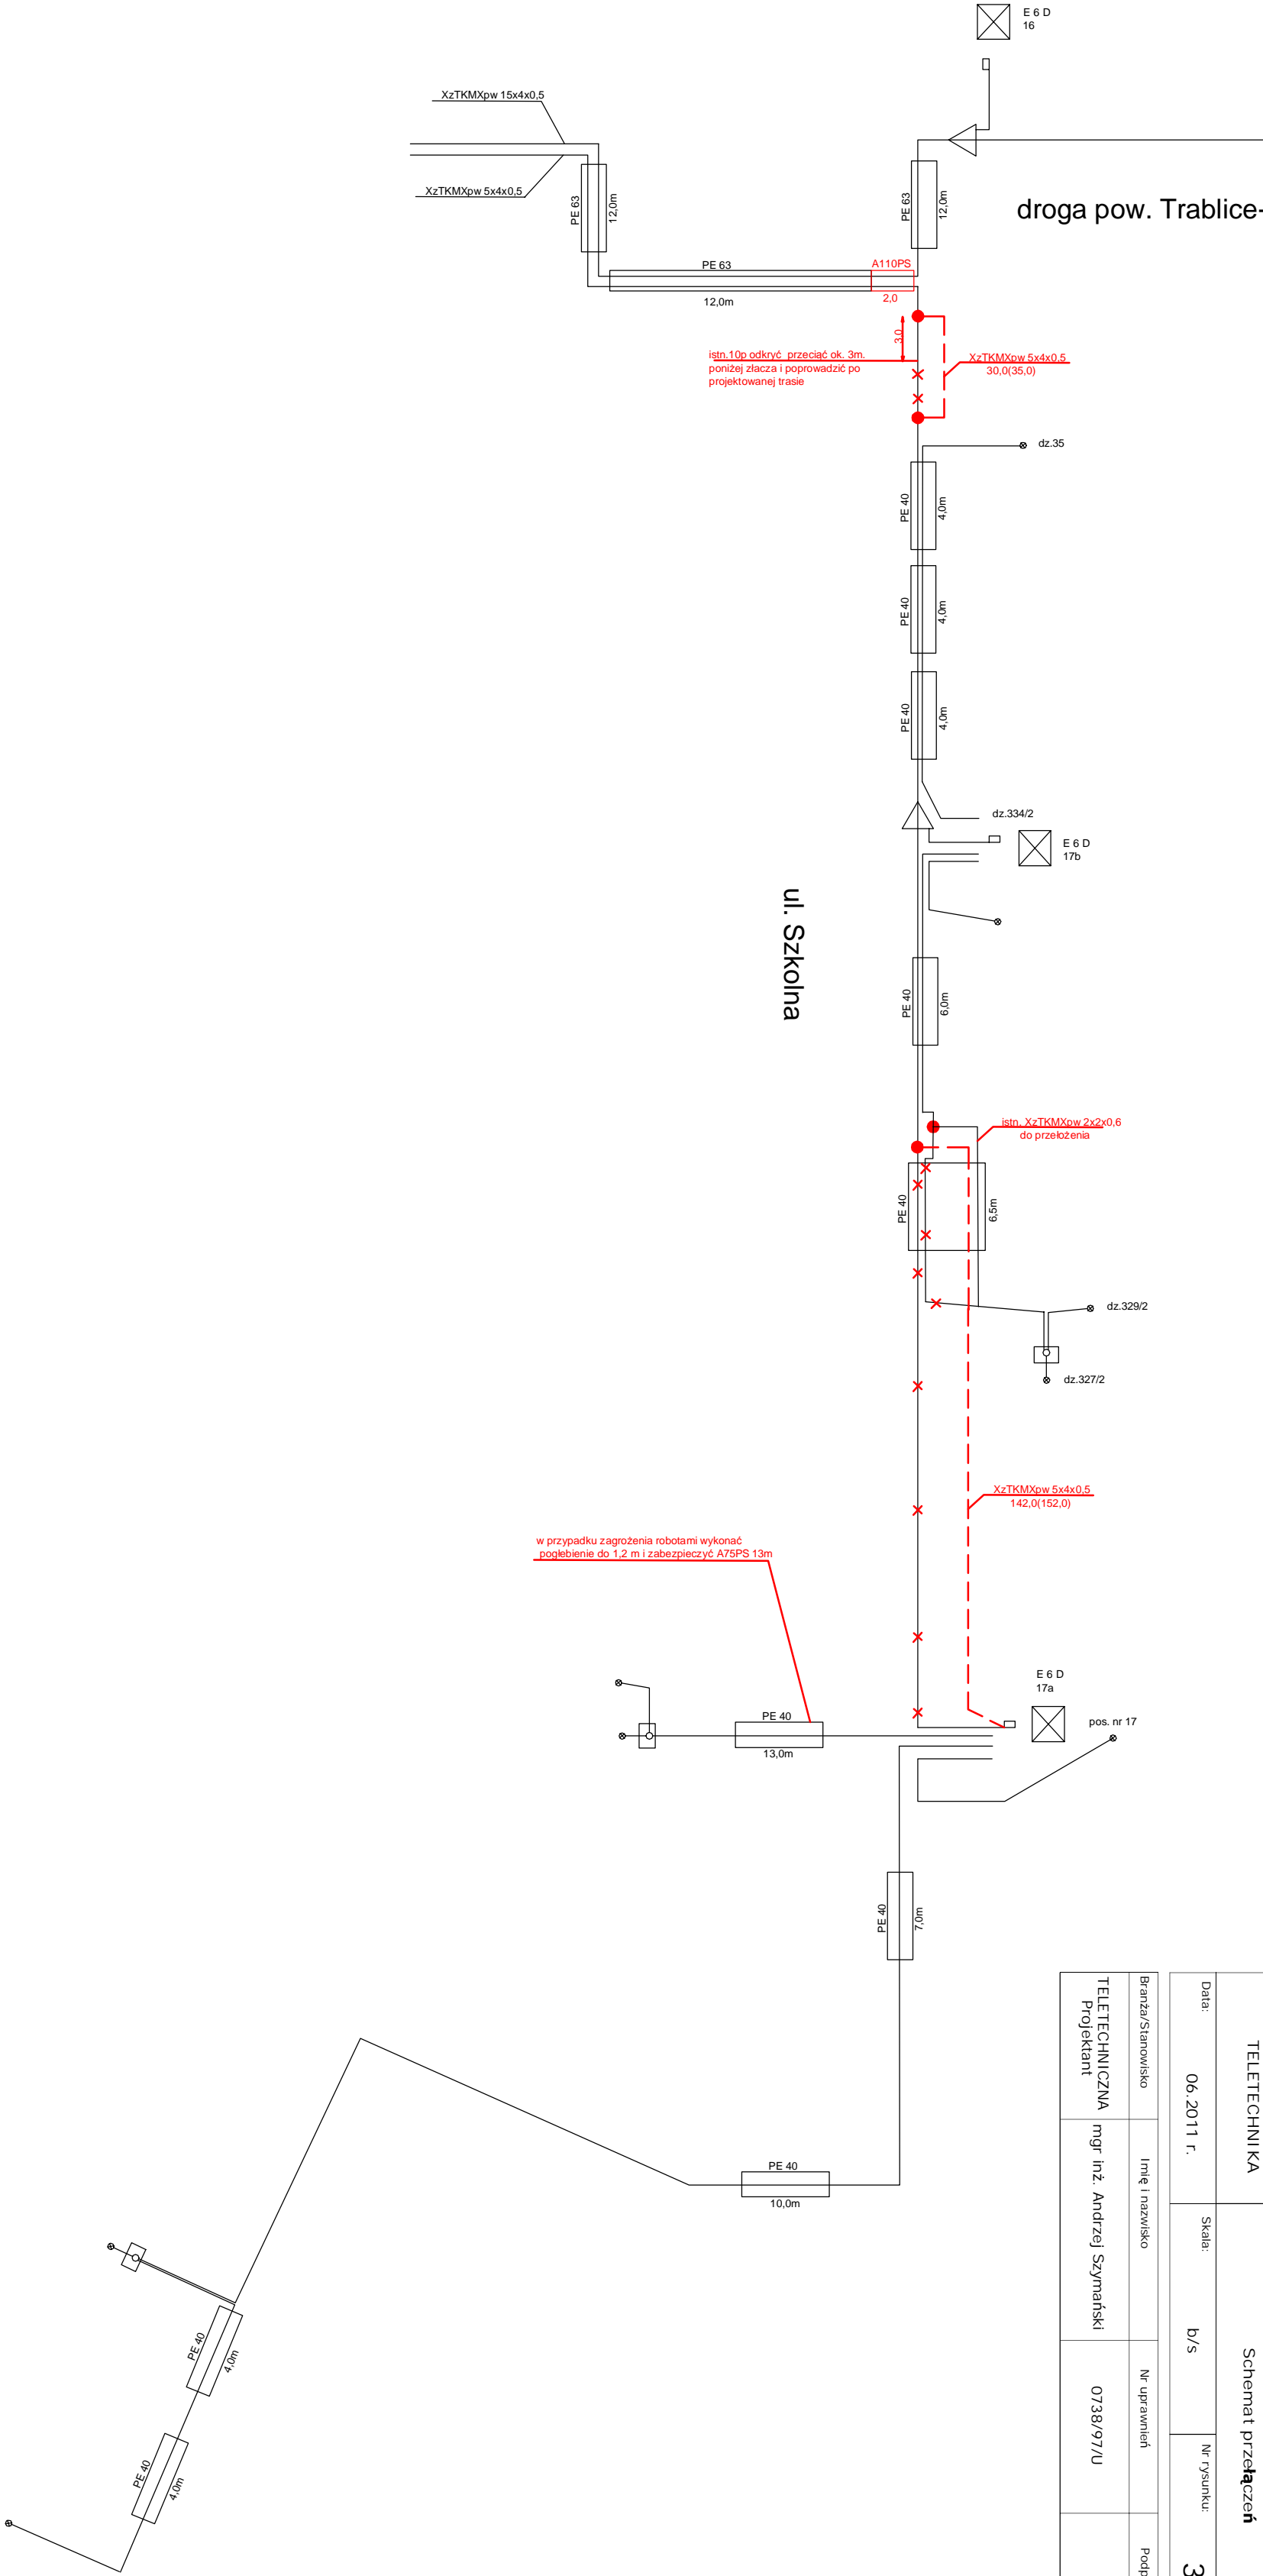 E 6 D
16
XzTKMXpw 15x4x0,5
XzTKMXpw 5x4x0,5
PE 63
12,0m
PE 63
12,0m
droga pow. Trablice-
PE 63
12,0m
A110PS
2,0
3,0
istn.10p odkryć przeciąć ok. 3m.
poniżej złacza i poprowadzić po
projektowanej trasie
XzTKMXpw 5x4x0,5
30,0(35,0)
dz.35
PE 40
4,0m
PE 40
4,0m
PE 40
4,0m
dz.334/2
E 6 D
17b
ul. Szkolna
PE 40
6,0m
istn. XzTKMXpw 2x2x0,6
do przełożenia
PE 40
6,5m
dz.329/2
dz.327/2
XzTKMXpw 5x4x0,5
142,0(152,0)
w przypadku zagrożenia robotami wykonać
pogłebienie do 1,2 m i zabezpieczyć A75PS 13m
E 6 D
17a
pos. nr 17
PE 40
13,0m
PE 40
7,0m
PE 40
10,0m
PE 40
4,0m
PE 40
4,0m
TELETECHNIKA
Schemat przełączeń
Data:
06.2011 r.
Skala:
b/s
Nr rysunku:
3
Branża/Stanowisko
Imię i nazwisko
Nr uprawnień
Podp
TELETECHNICZNA
Projektant
mgr inż. Andrzej Szymański
0738/97/U